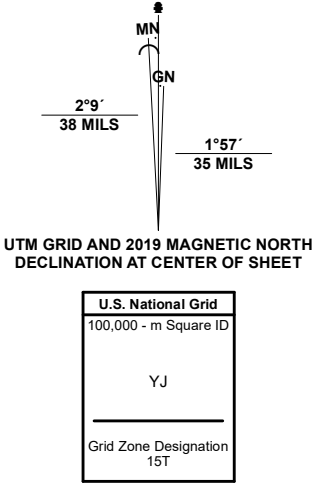 MN
GN
2°9´
38 MILS
1°57´
35 MILS
UTM GRID AND 2019 MAGNETIC NORTH
DECLINATION AT CENTER OF SHEET
U.S. National Grid
100,000 - m Square ID
YJ
Grid Zone Designation
15T